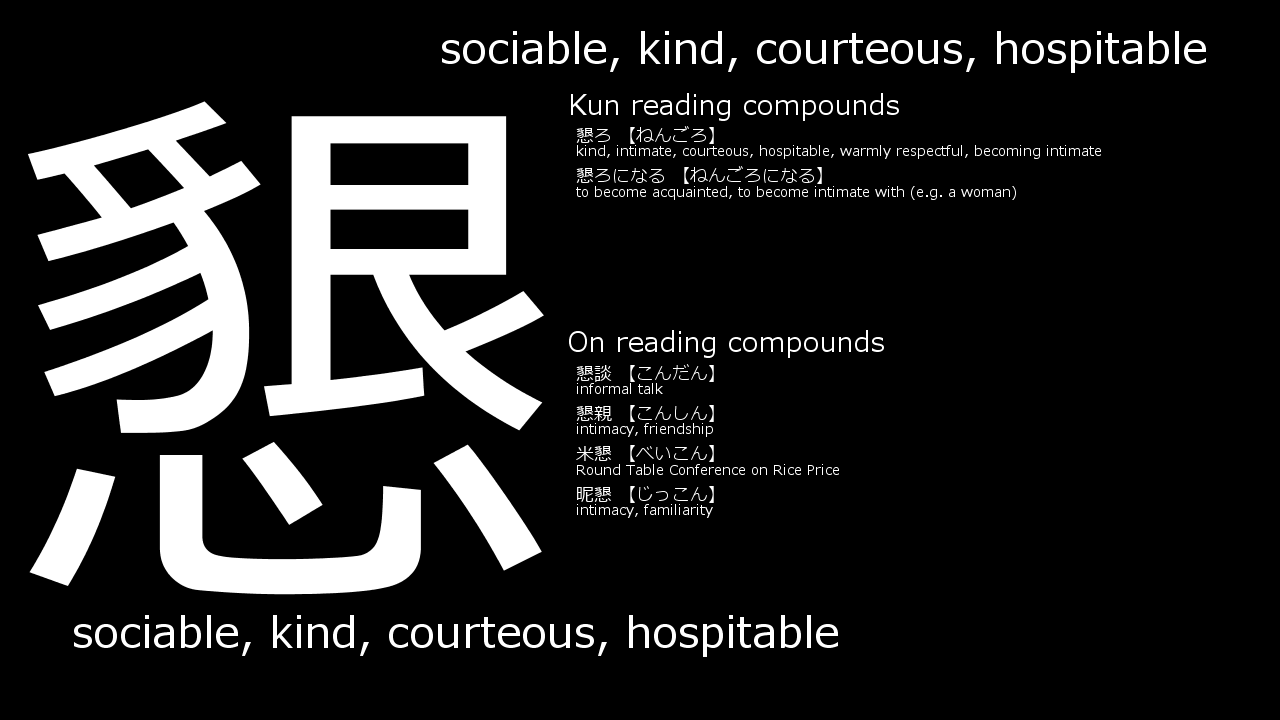 sociable, kind, courteous, hospitable
懇
Kun reading compounds
懇ろ 【ねんごろ】
kind, intimate, courteous, hospitable, warmly respectful, becoming intimate
懇ろになる 【ねんごろになる】
to become acquainted, to become intimate with (e.g. a woman)
On reading compounds
懇談 【こんだん】
informal talk
懇親 【こんしん】
intimacy, friendship
米懇 【べいこん】
Round Table Conference on Rice Price
昵懇 【じっこん】
intimacy, familiarity
sociable, kind, courteous, hospitable